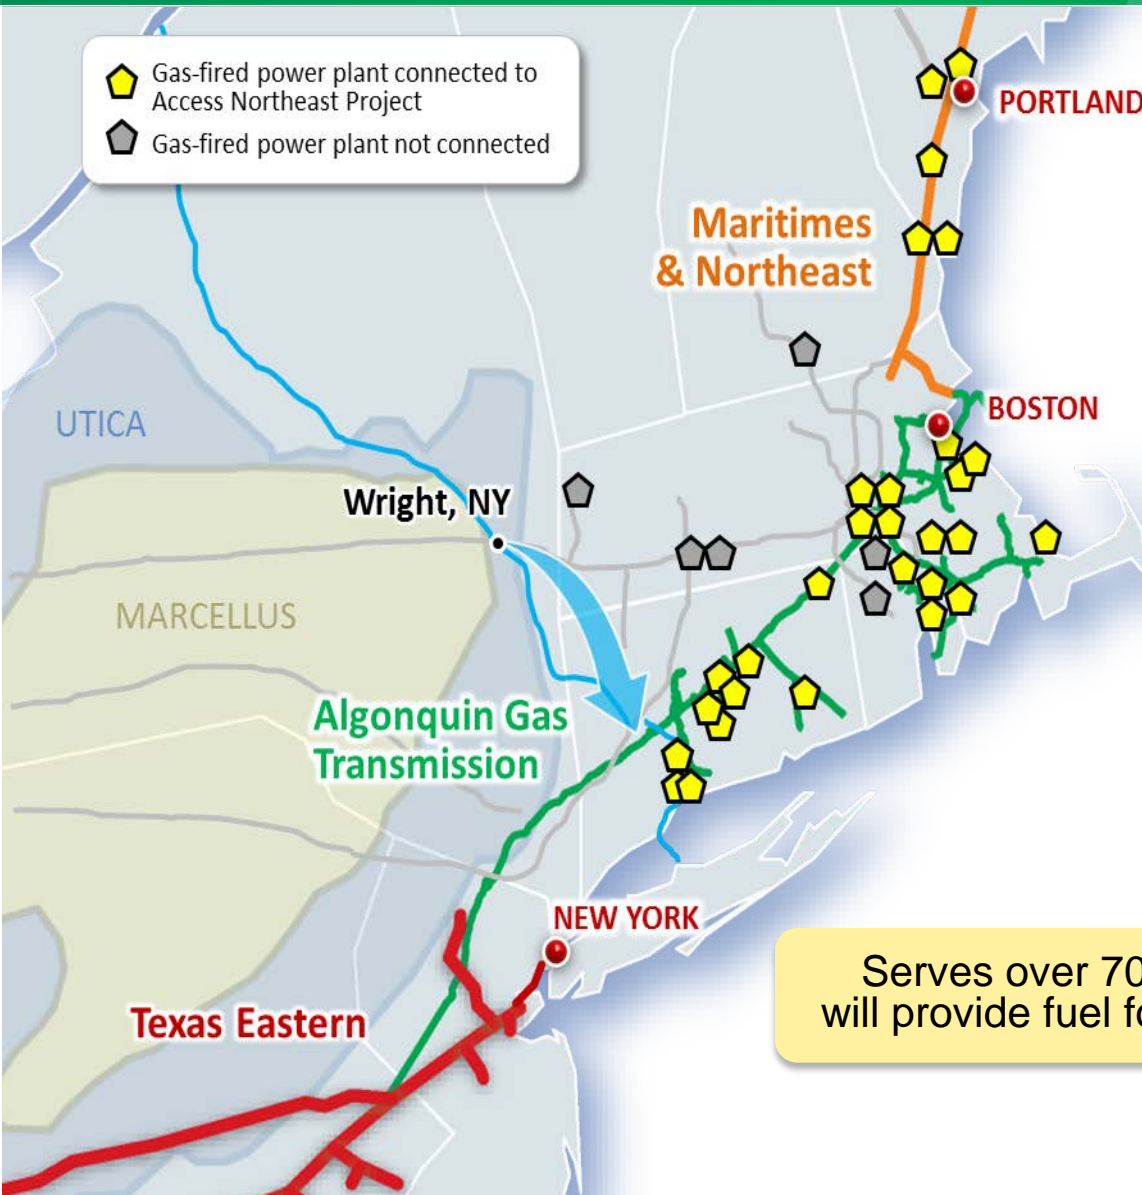 Gas-fired power plant connected to
Access Northeast Project
Gas-fired power plant not connected
PORTLAND
Maritimes
& Northeast
BOSTON
UTICA
Wright, NY
MARCELLUS
Algonquin Gas
Transmission
NEW YORK
Texas Eastern
Serves over 70
will provide fuel